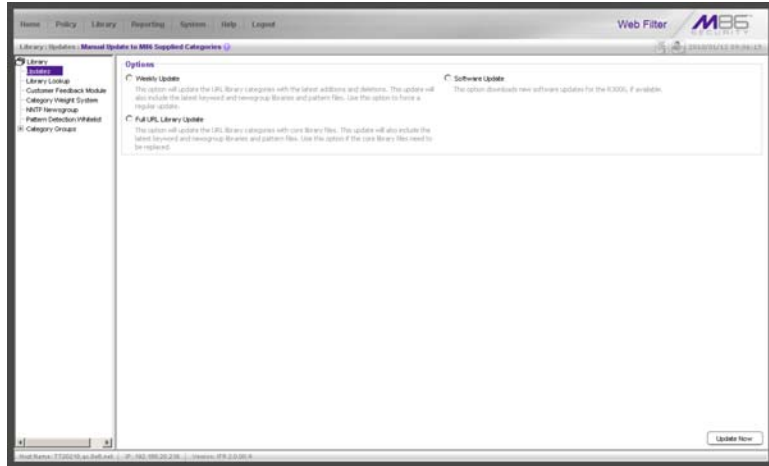 Home Policy Library Reporting System Help Logout
Web Filter
M86
SECURITY
Library : Updates : Manual Update to M86 Supplied Categories
Library
Updates
Library Lookup
Customer Feedback Module
Category Weight System
NNTP Newsgroup
Pattern Detection Whitelist
Category Groups
Options
Weekly Update
This option will update the URL library categories with the latest additions and deletions. This update will
also include the latest keyword and newsgroup libraries and pattern files. Use this option to force a
regular update.
Full URL Library Update
This option will update the URL library categories with core library files. This update will also include the
latest keyword and newsgroup libraries and pattern files. Use this option if the core library files need to
be replaced.
Software Update
This option downloads new software updates for the R3000, if available.
Update Now
Host Name: IP: Version: